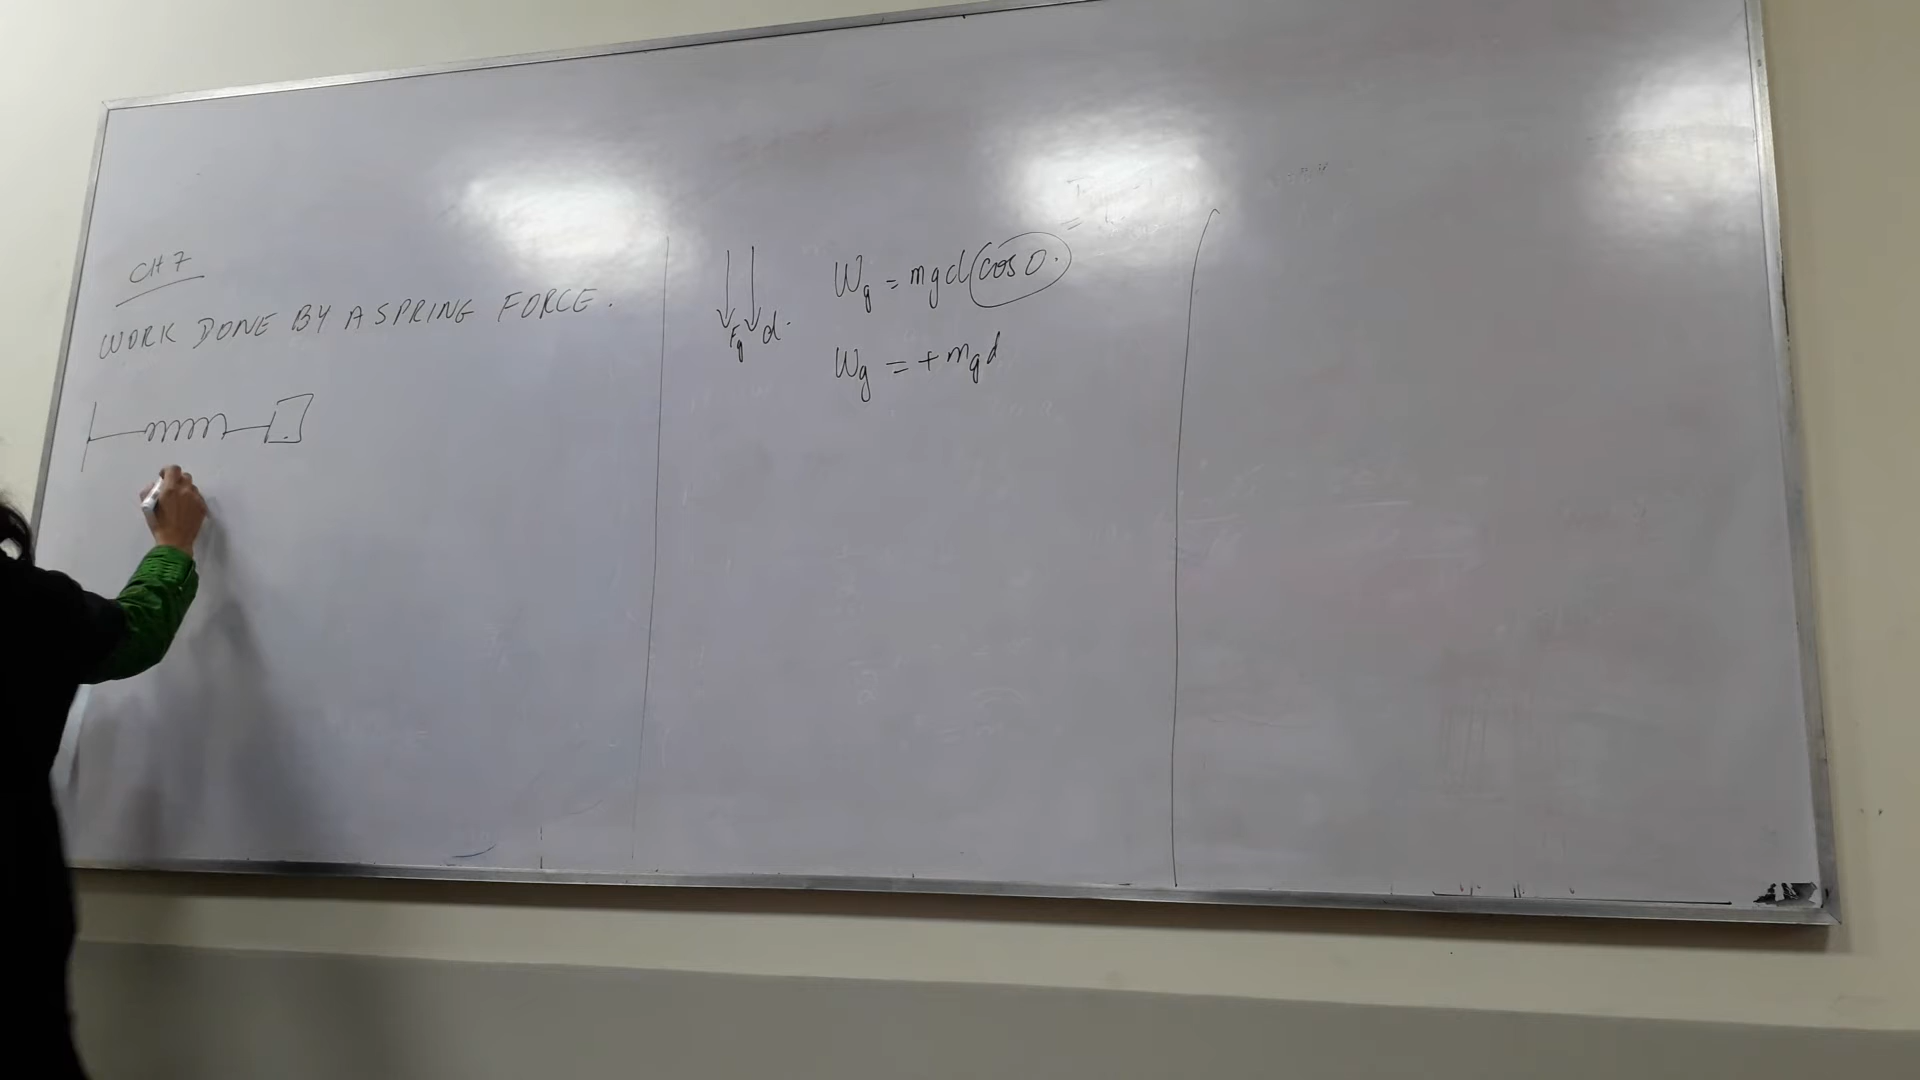 CH 7
WORK DONE BY A SPRING FORCE.
Fg d.
Wg = mgd cos 0.
Wg = + mgd